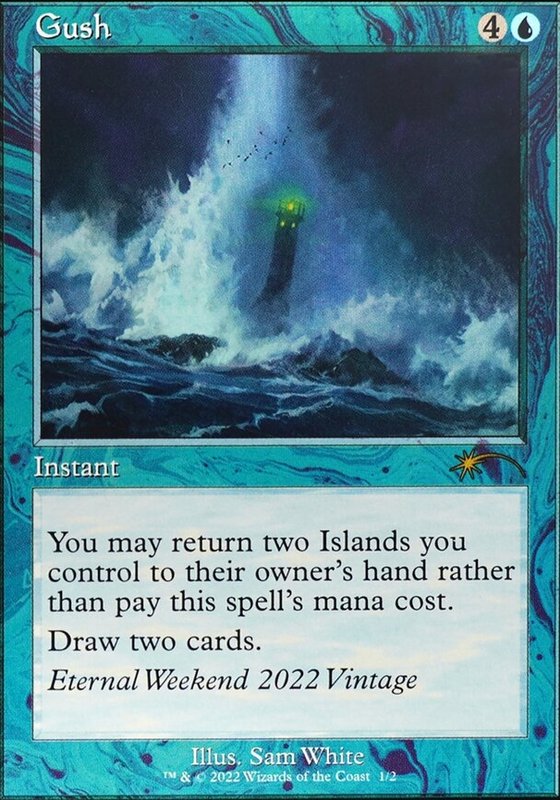 Gush 4
Instant
You may return two Islands you
control to their owner's hand rather
than pay this spell's mana cost.
Draw two cards.
Eternal Weekend 2022 Vintage
Illus. Sam White
™ & © 2022 Wizards of the Coast 1/2